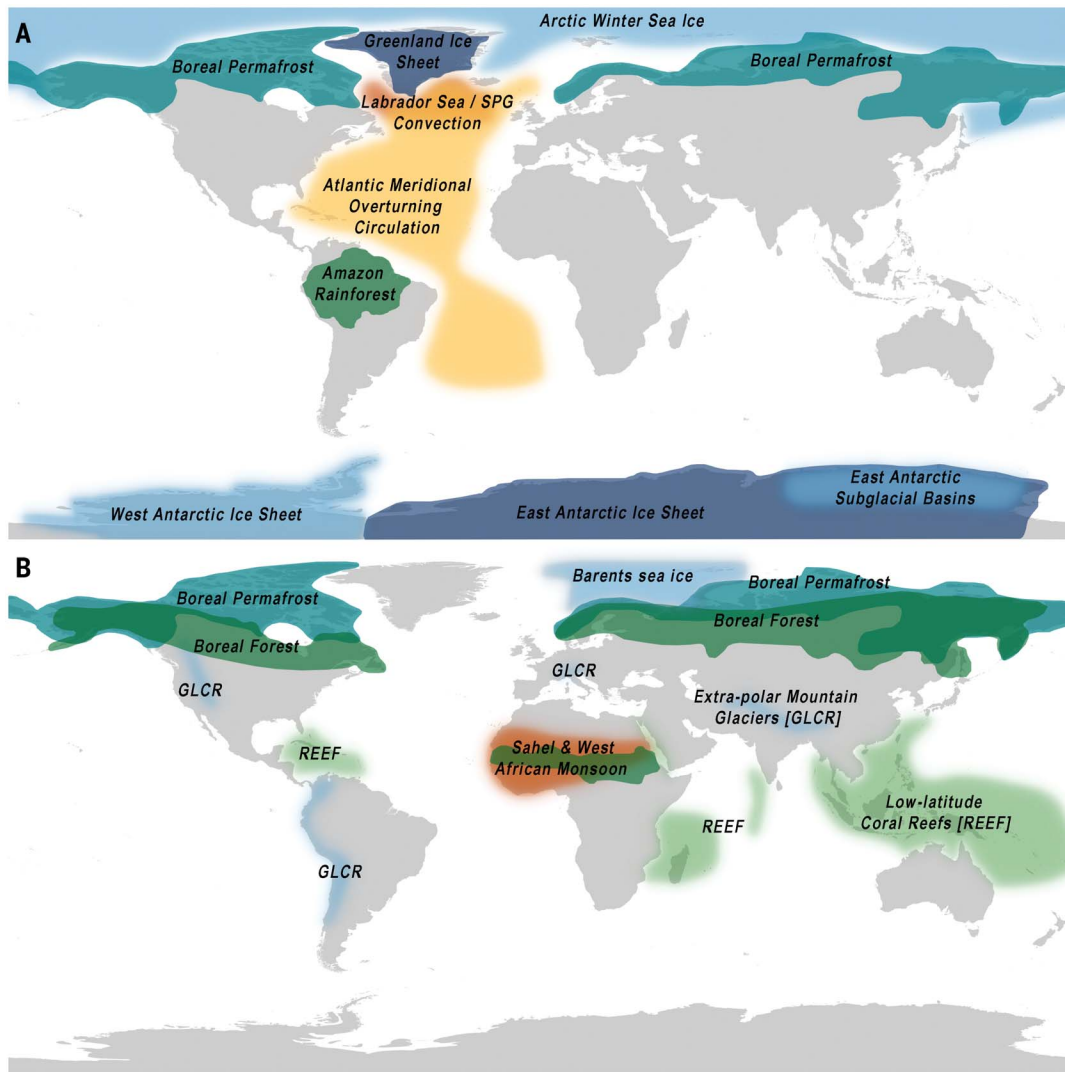 A
Arctic Winter Sea Ice
Greenland Ice
Sheet
Boreal Permafrost
Boreal Permafrost
Labrador Sea / SPG
Convection
Atlantic Meridional
Overturning
Circulation
Amazon
Rainforest
West Antarctic Ice Sheet
East Antarctic Ice Sheet
East Antarctic
Subglacial Basins
B
Barents sea ice
Boreal Permafrost
Boreal Permafrost
Boreal Forest
Boreal Forest
GLCR
GLCR
Extra-polar Mountain
Glaciers [GLCR]
REEF
Sahel & West
African Monsoon
REEF
Low-latitude
Coral Reefs [REEF]
GLCR